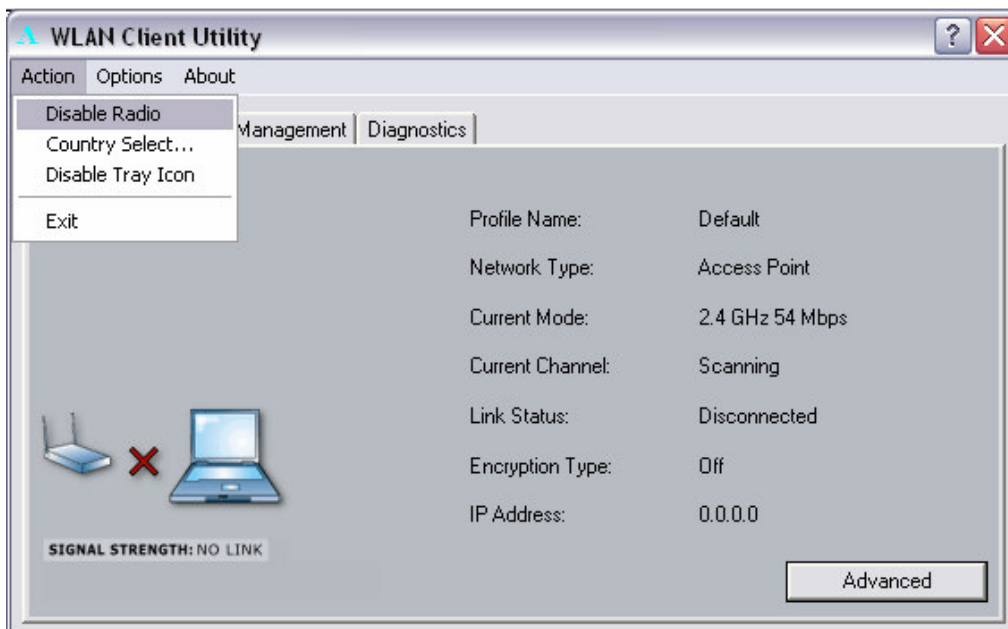 WLAN Client Utility
Action Options About
Disable Radio
Country Select...
Disable Tray Icon
Exit
Management Diagnostics
Profile Name: Default
Network Type: Access Point
Current Mode: 2.4 GHz 54 Mbps
Current Channel: Scanning
Link Status: Disconnected
Encryption Type: Off
IP Address: 0.0.0.0
SIGNAL STRENGTH: NO LINK
Advanced